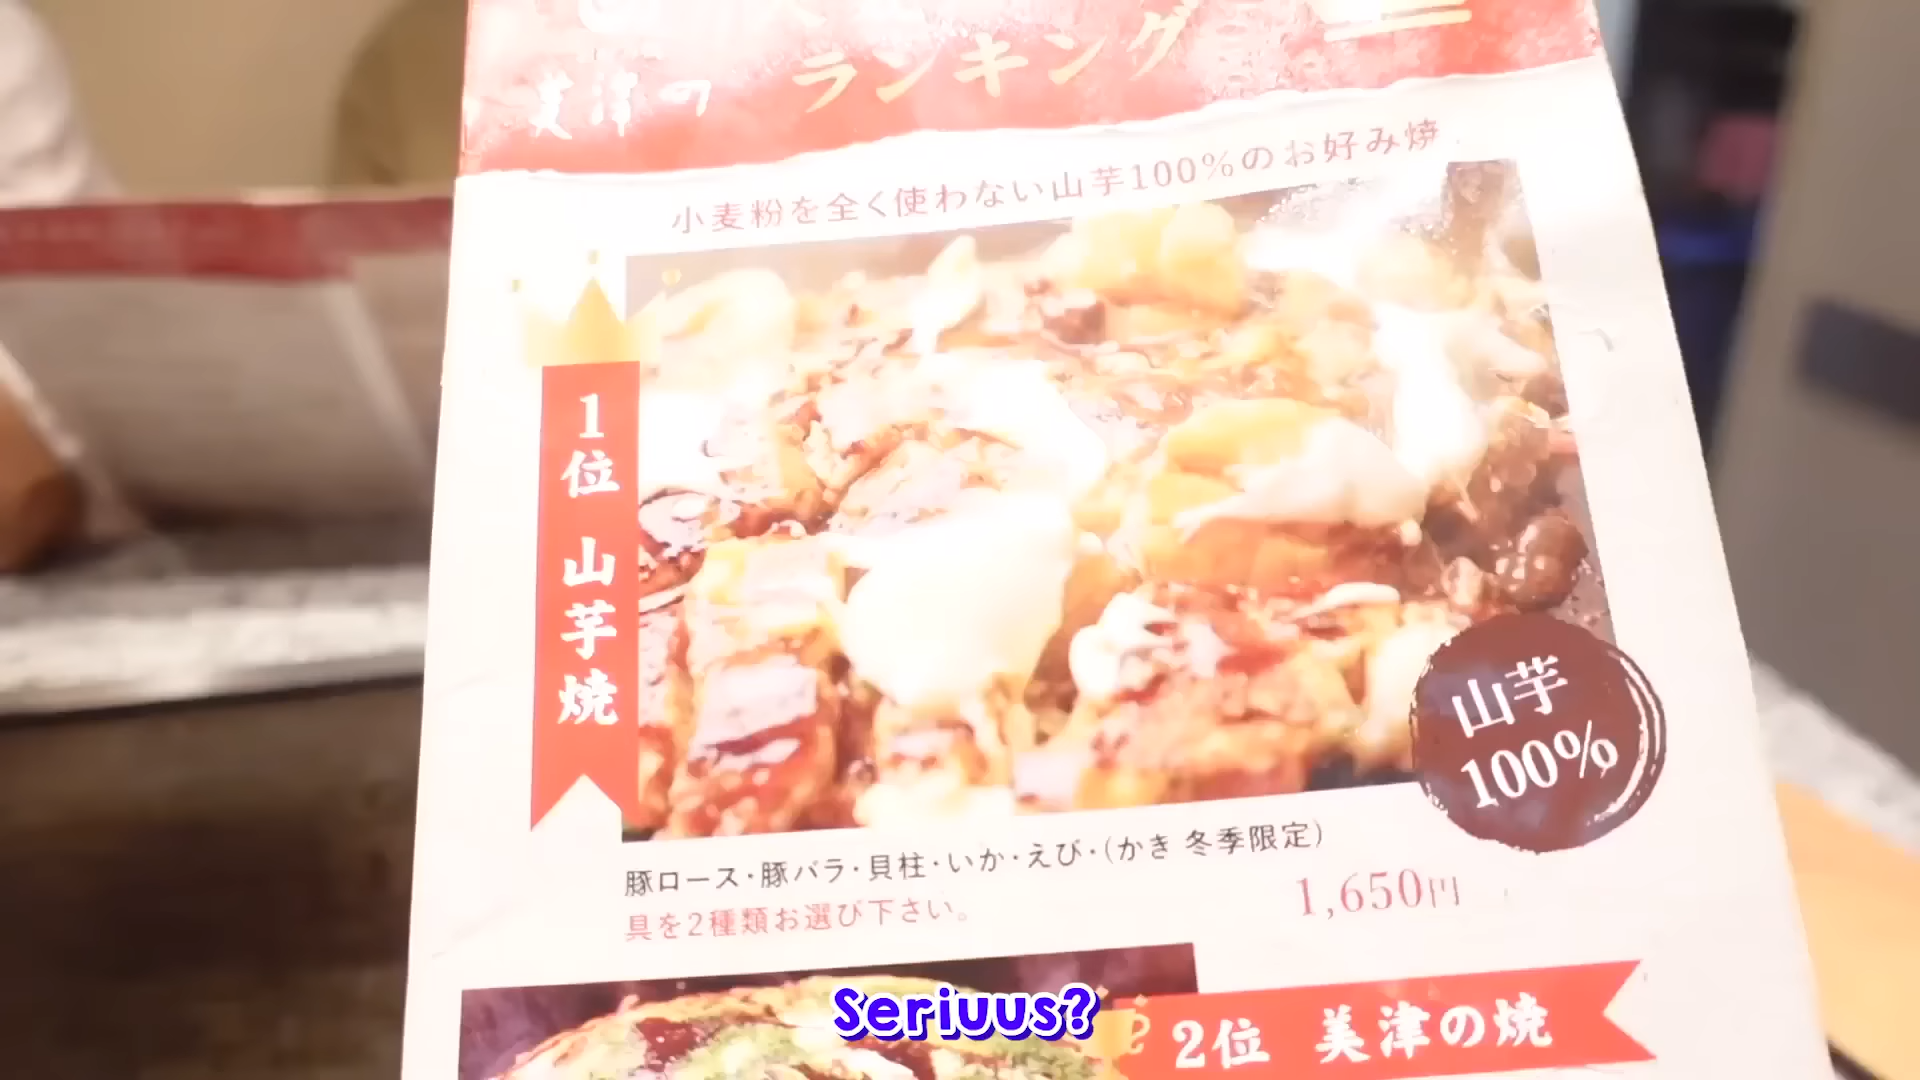 美津の ランキング
小麦粉を全く使わない山芋100%のお好み焼
1位 山芋焼
山芋
100%
豚ロース・豚バラ・貝柱・いか・えび・(かき 冬季限定)
具を2種類お選び下さい。
1,650円
Seriuus?
2位 美津の焼